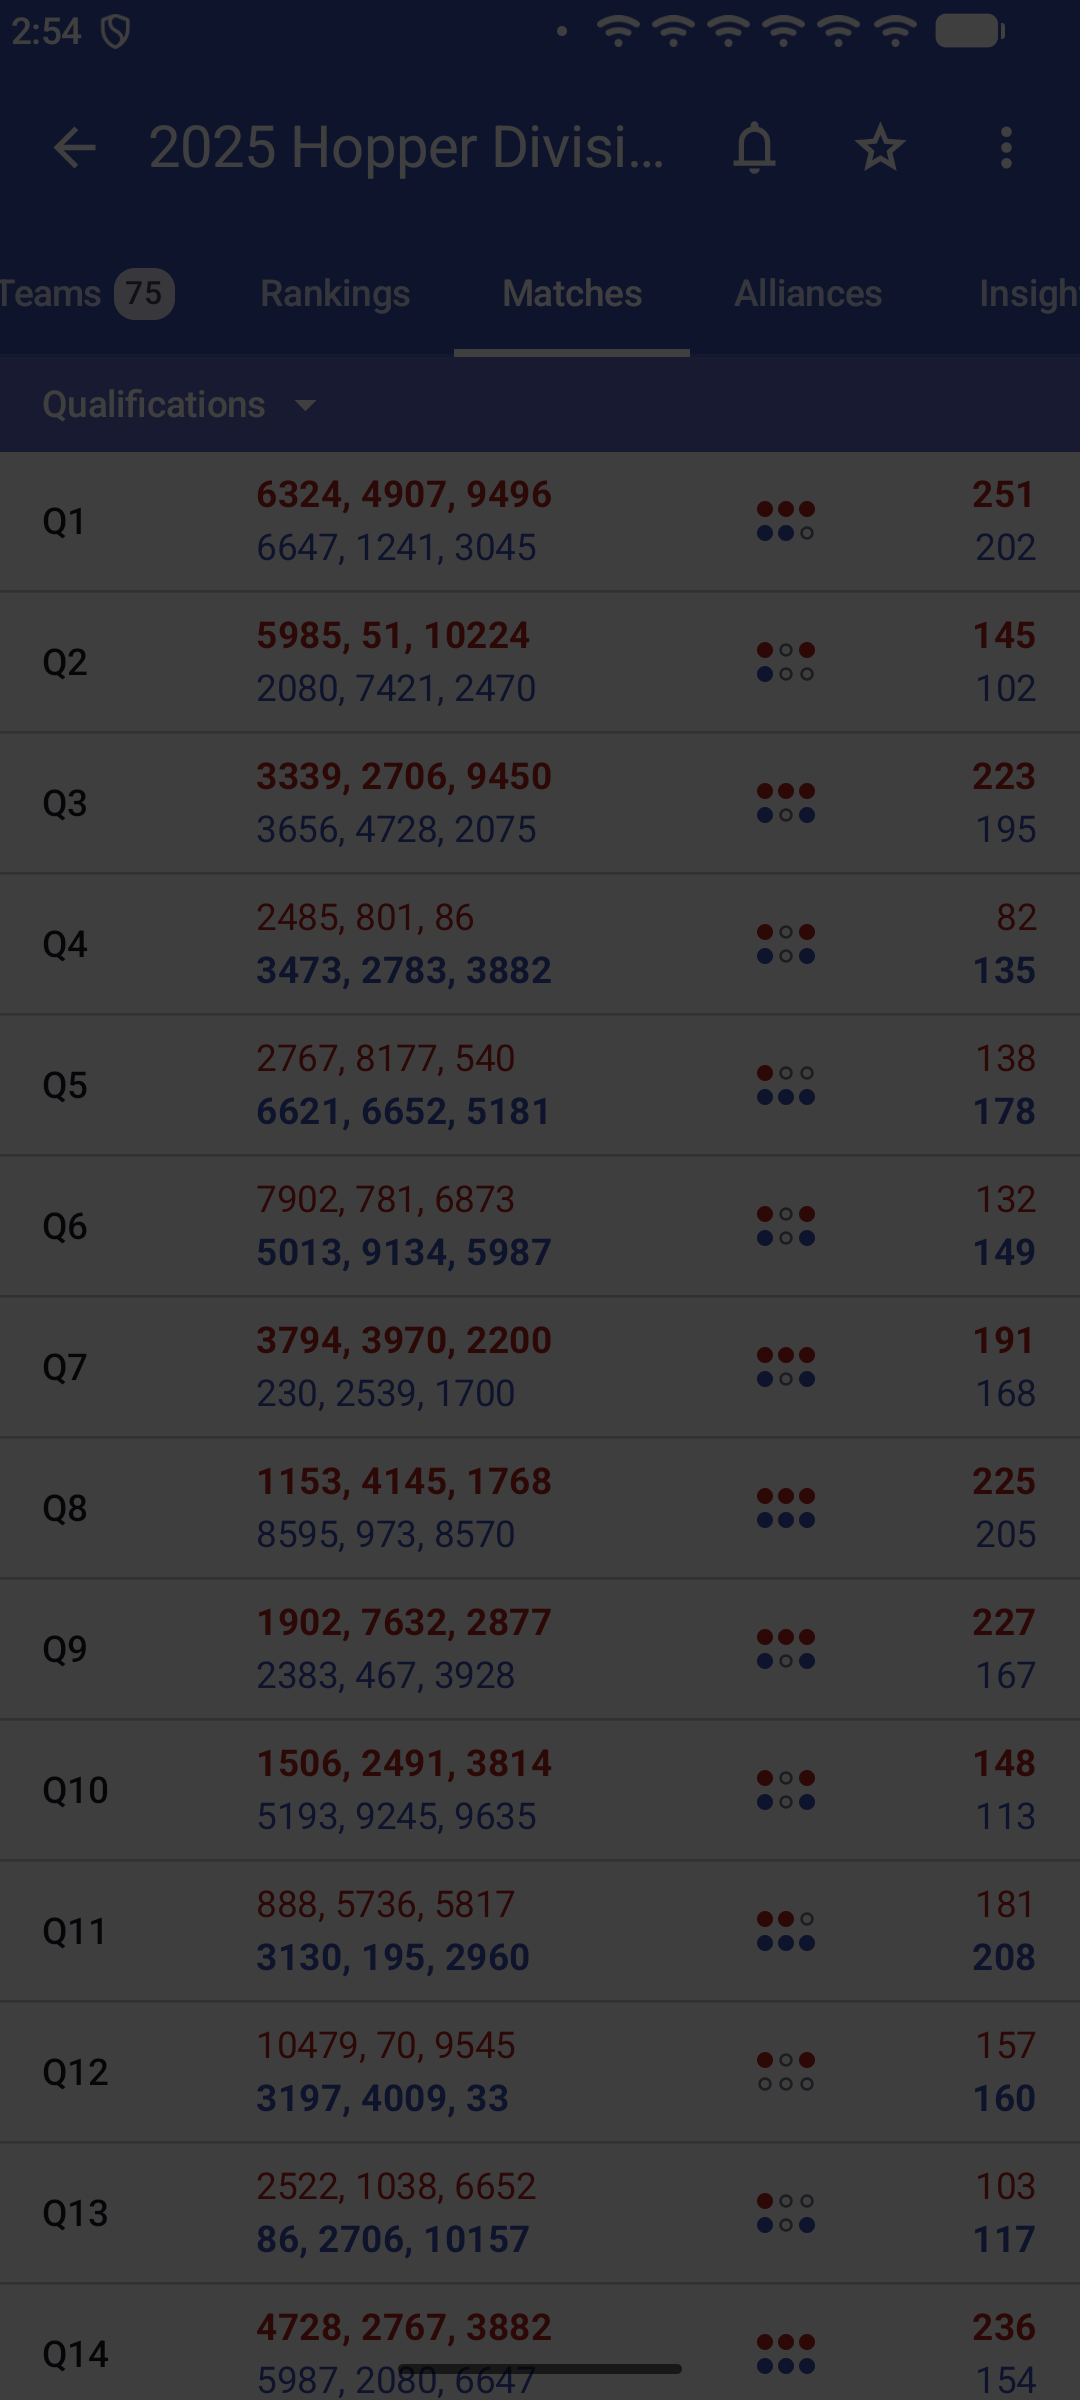 2:54
2025 Hopper Divisi...
Teams 75 Rankings Matches Alliances Insigh
Qualifications
Q1
6324, 4907, 9496 251
6647, 1241, 3045 202
Q2
5985, 51, 10224 145
2080, 7421, 2470 102
Q3
3339, 2706, 9450 223
3656, 4728, 2075 195
Q4
2485, 801, 86 82
3473, 2783, 3882 135
Q5
2767, 8177, 540 138
6621, 6652, 5181 178
Q6
7902, 781, 6873 132
5013, 9134, 5987 149
Q7
3794, 3970, 2200 191
230, 2539, 1700 168
Q8
1153, 4145, 1768 225
8595, 973, 8570 205
Q9
1902, 7632, 2877 227
2383, 467, 3928 167
Q10
1506, 2491, 3814 148
5193, 9245, 9635 113
Q11
888, 5736, 5817 181
3130, 195, 2960 208
Q12
10479, 70, 9545 157
3197, 4009, 33 160
Q13
2522, 1038, 6652 103
86, 2706, 10157 117
Q14
4728, 2767, 3882 236
5987, 2080, 6647 154